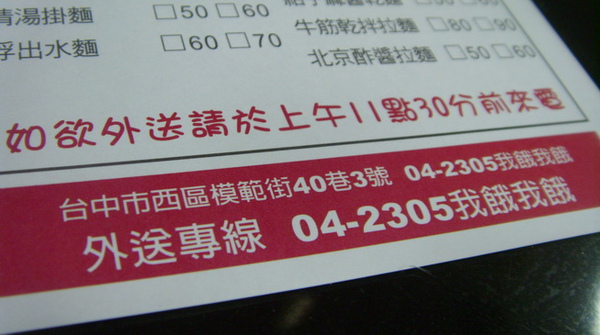 清湯掛麵 □50 □60
牛筋乾拌拉麵 □80 □90
浮出水麵 □60 □70
北京酢醬拉麵 □50 □60
如欲外送請於上午11點30分前來電
台中市西區模範街40巷3號 04-2305我餓我餓
外送專線 04-2305我餓我餓